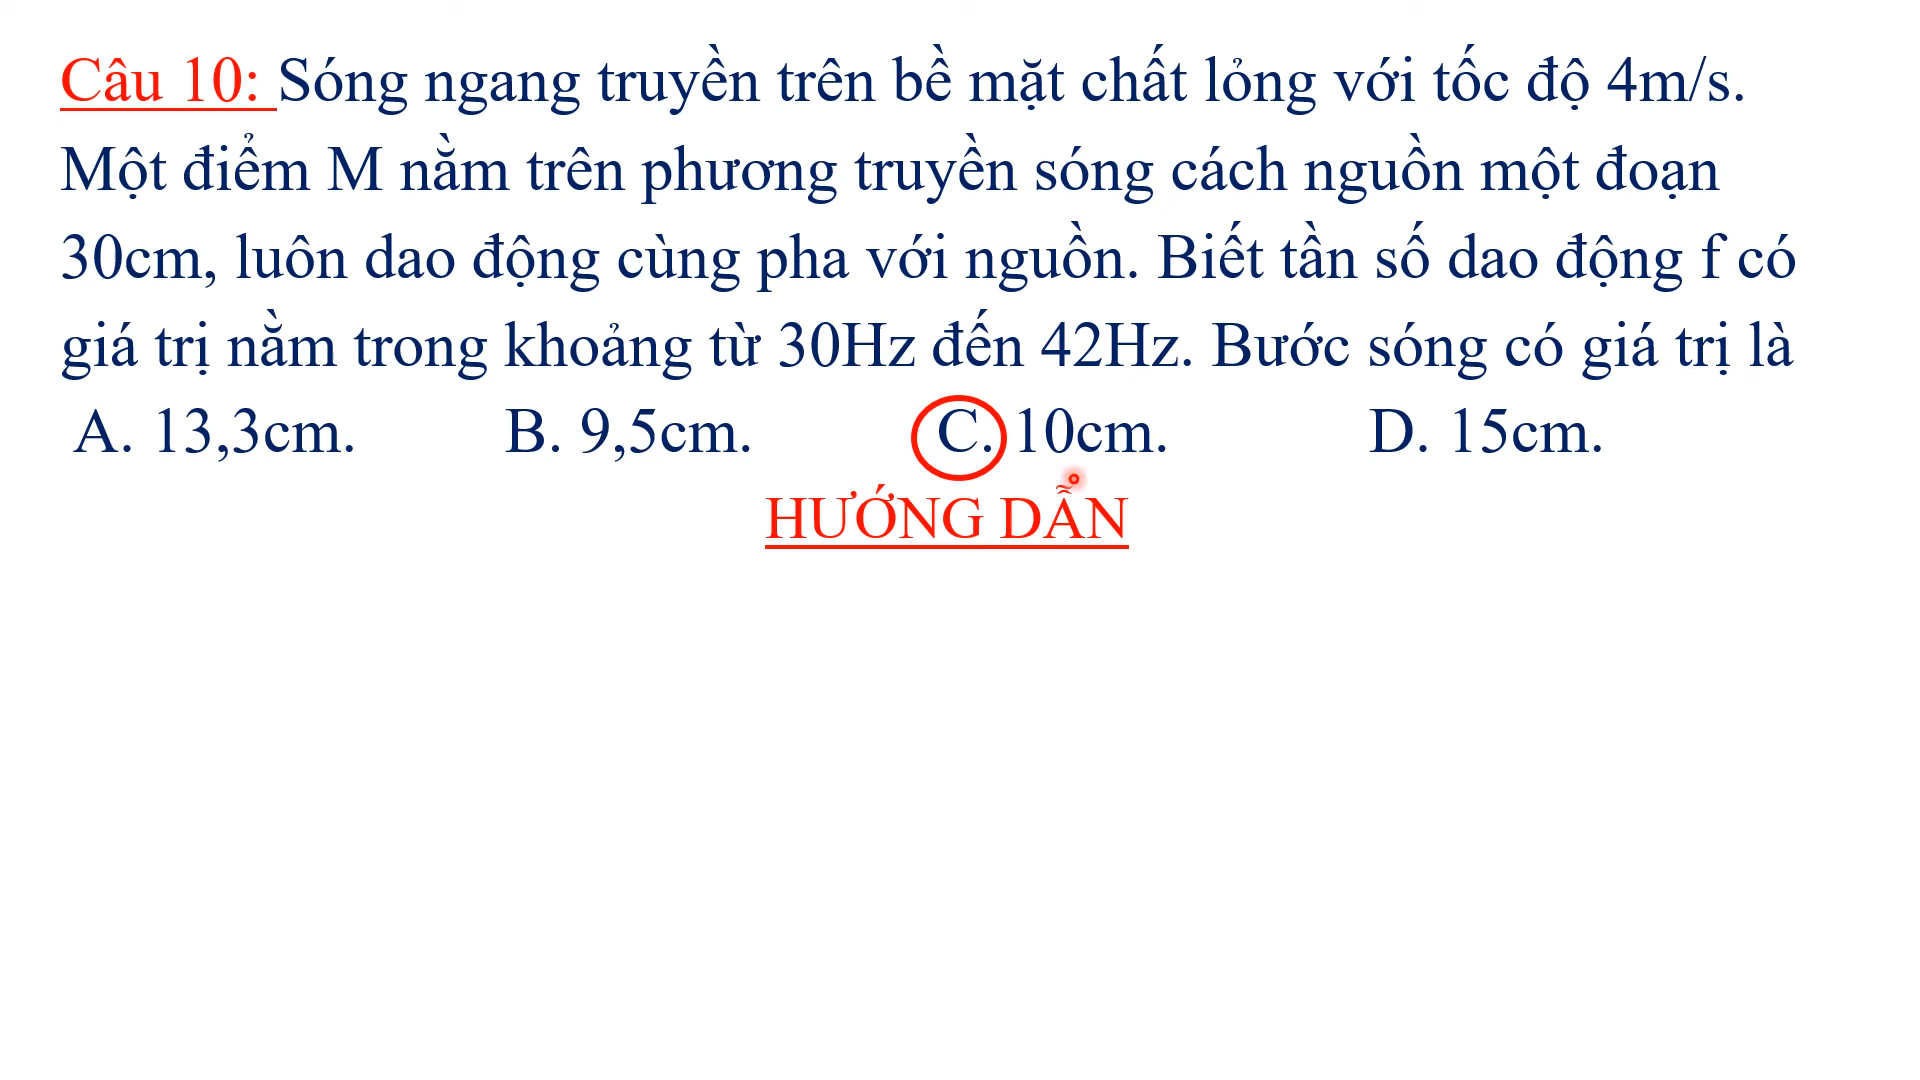 Câu 10: Sóng ngang truyền trên bề mặt chất lỏng với tốc độ 4m/s.
Một điểm M nằm trên phương truyền sóng cách nguồn một đoạn
30cm, luôn dao động cùng pha với nguồn. Biết tần số dao động f có
giá trị nằm trong khoảng từ 30Hz đến 42Hz. Bước sóng có giá trị là
A. 13,3cm. B. 9,5cm. C. 10cm. D. 15cm.
HƯỚNG DẪN